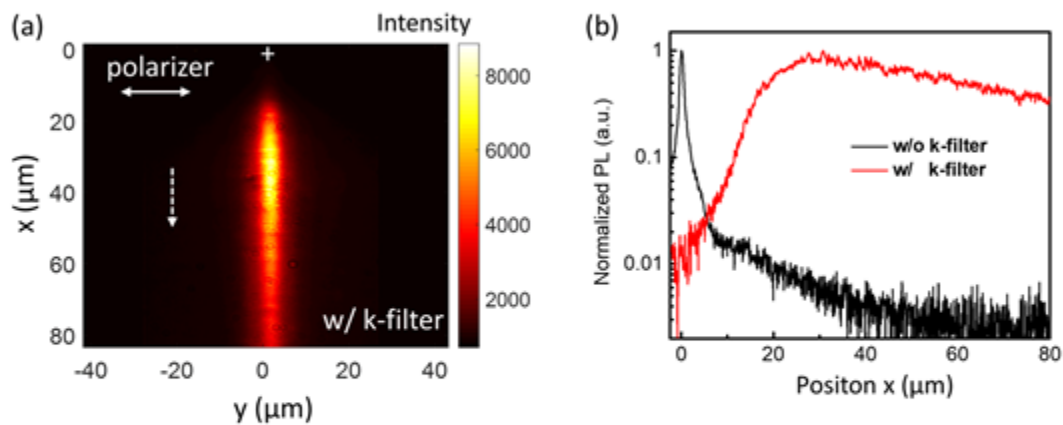 (a)
Intensity
0
20
40
60
80
x (µm)
+
polarizer
w/ k-filter
-40
-20
0
20
40
y (µm)
8000
6000
4000
2000
(b)
1
0.1
0.01
Normalized PL (a.u.)
w/o k-filter
w/ k-filter
0
20
40
60
80
Positon x (µm)